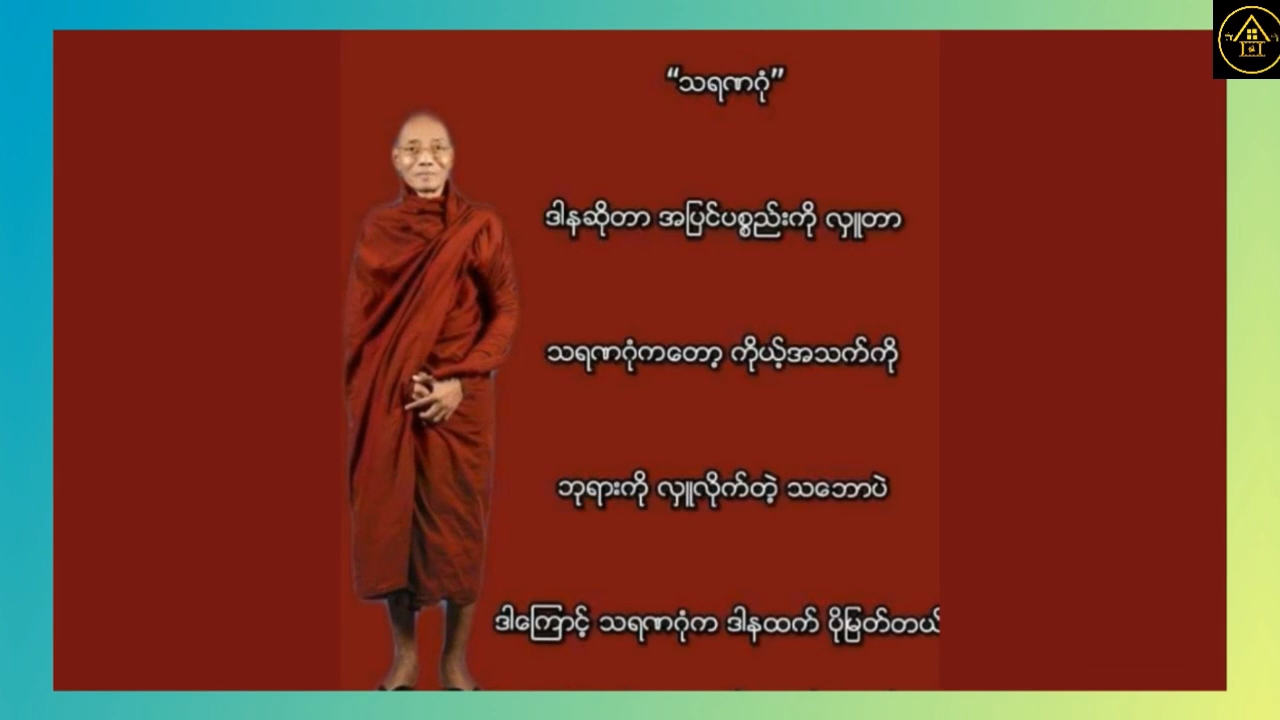 “သရဏဂုံ”
ဒါနဆိုတာ အပြင်ပစ္စည်းကို လှူတာ
သရဏဂုံကတော့ ကိုယ့်အသက်ကို
ဘုရားကို လှူလိုက်တဲ့ သဘောပဲ
ဒါကြောင့် သရဏဂုံက ဒါနထက် ပိုမြတ်တယ်